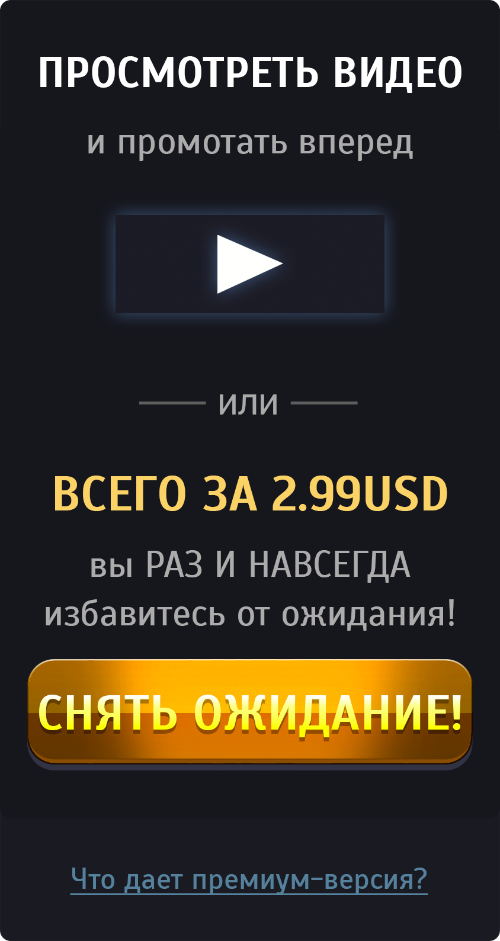 ПРОСМОТРЕТЬ ВИДЕО
и промотать вперед
ИЛИ
ВСЕГО ЗА 2.99USD
вы РАЗ И НАВСЕГДА
избавитесь от ожидания!
СНЯТЬ ОЖИДАНИЕ!
Что дает премиум-версия?